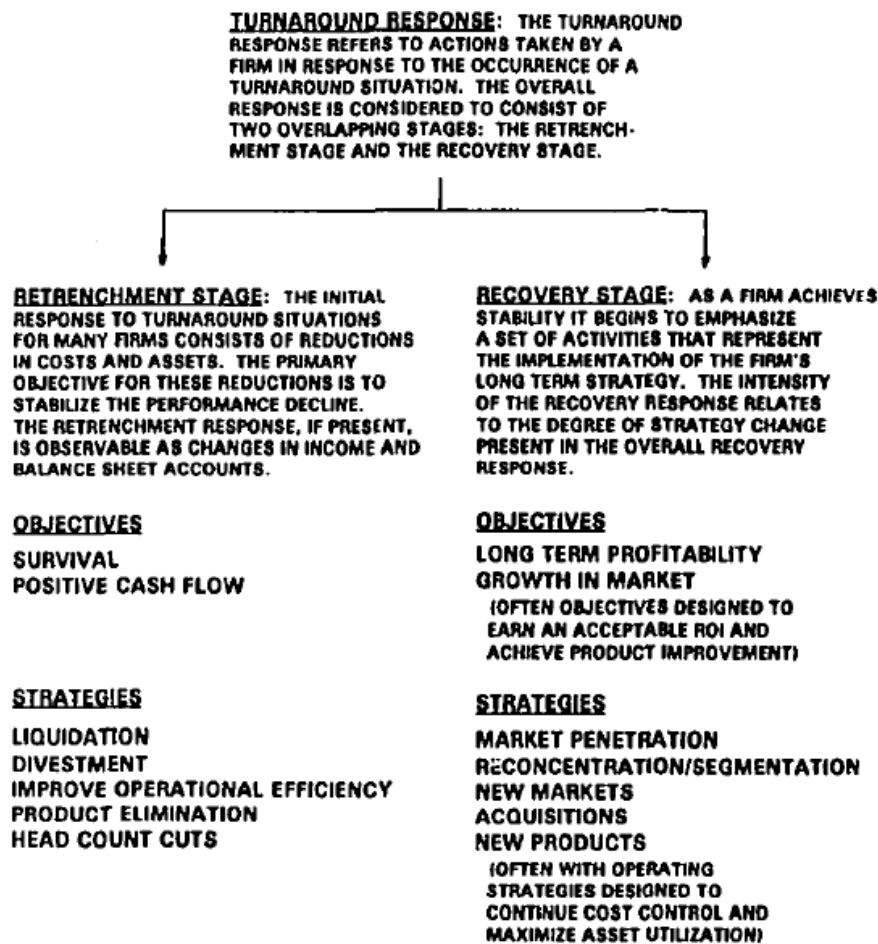 TURNAROUND RESPONSE: THE TURNAROUND
RESPONSE REFERS TO ACTIONS TAKEN BY A
FIRM IN RESPONSE TO THE OCCURRENCE OF A
TURNAROUND SITUATION. THE OVERALL
RESPONSE IS CONSIDERED TO CONSIST OF
TWO OVERLAPPING STAGES: THE RETRENCH-
MENT STAGE AND THE RECOVERY STAGE.
RETRENCHMENT STAGE: THE INITIAL
RESPONSE TO TURNAROUND SITUATIONS
FOR MANY FIRMS CONSISTS OF REDUCTIONS
IN COSTS AND ASSETS. THE PRIMARY
OBJECTIVE FOR THESE REDUCTIONS IS TO
STABILIZE THE PERFORMANCE DECLINE.
THE RETRENCHMENT RESPONSE, IF PRESENT,
IS OBSERVABLE AS CHANGES IN INCOME AND
BALANCE SHEET ACCOUNTS.
OBJECTIVES
SURVIVAL
POSITIVE CASH FLOW
STRATEGIES
LIQUIDATION
DIVESTMENT
IMPROVE OPERATIONAL EFFICIENCY
PRODUCT ELIMINATION
HEAD COUNT CUTS
RECOVERY STAGE: AS A FIRM ACHIEVES
STABILITY IT BEGINS TO EMPHASIZE
A SET OF ACTIVITIES THAT REPRESENT
THE IMPLEMENTATION OF THE FIRM'S
LONG TERM STRATEGY. THE INTENSITY
OF THE RECOVERY RESPONSE RELATES
TO THE DEGREE OF STRATEGY CHANGE
PRESENT IN THE OVERALL RECOVERY
RESPONSE.
OBJECTIVES
LONG TERM PROFITABILITY
GROWTH IN MARKET
(OFTEN OBJECTIVES DESIGNED TO
EARN AN ACCEPTABLE ROI AND
ACHIEVE PRODUCT IMPROVEMENT)
STRATEGIES
MARKET PENETRATION
RECONCENTRATION/SEGMENTATION
NEW MARKETS
ACQUISITIONS
NEW PRODUCTS
(OFTEN WITH OPERATING
STRATEGIES DESIGNED TO
CONTINUE COST CONTROL AND
MAXIMIZE ASSET UTILIZATION)